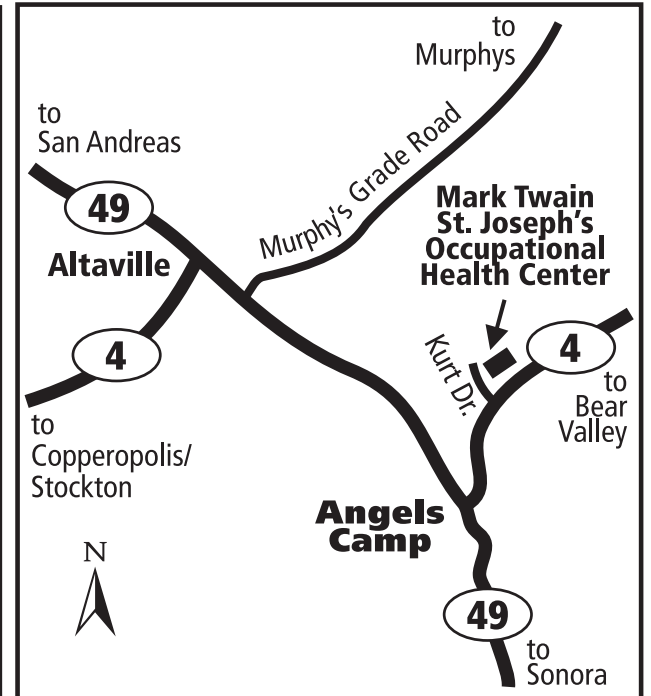 to
Murphys
to
San Andreas
49
Murphy's Grade Road
Altaville
Mark Twain
St. Joseph's
Occupational
Health Center
4
Kurt Dr.
4
to
Bear
Valley
to
Copperopolis/
Stockton
Angels
Camp
N
49
to
Sonora